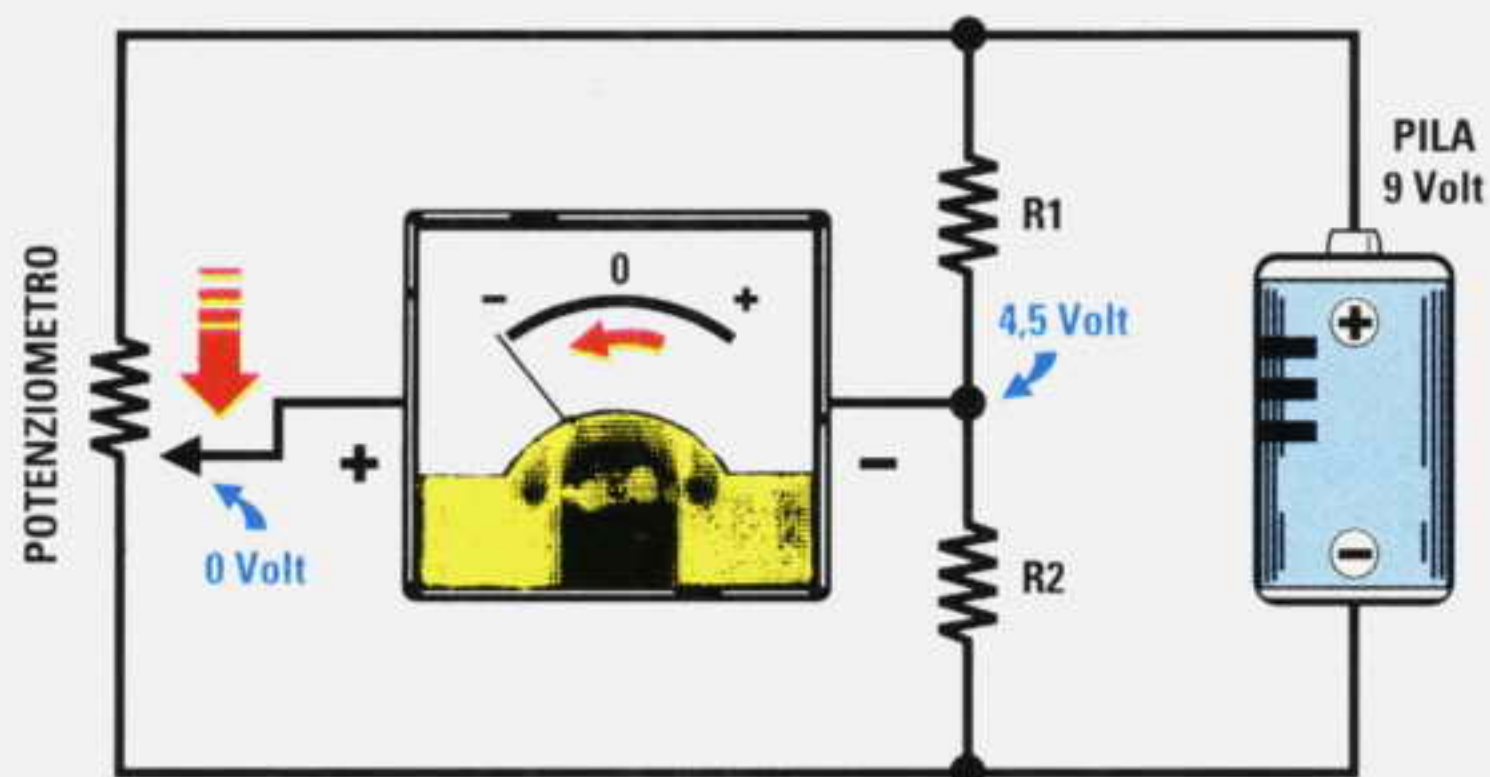 PILA
9 Volt
R1
0
- +
4,5 Volt
POTENZIOMETRO
+ -
0 Volt
R2
+
-